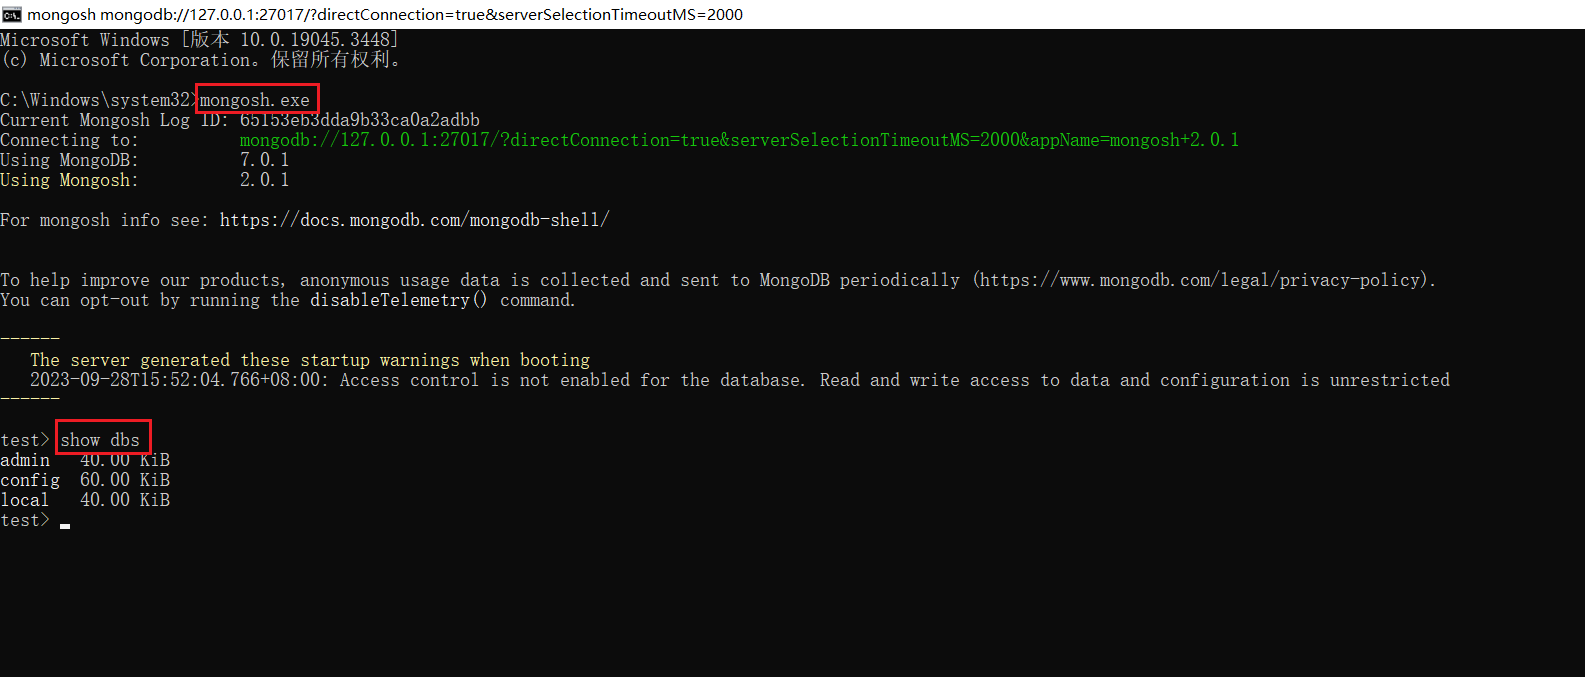 mongosh mongodb://127.0.0.1:27017/?directConnection=true&serverSelectionTimeoutMS=2000
Microsoft Windows [版本 10.0.19045.3448]
(c) Microsoft Corporation。保留所有权利。
C:\Windows\system32>mongosh.exe
Current Mongosh Log ID: 65153eb3dda9b33ca0a2adbb
Connecting to:          mongodb://127.0.0.1:27017/?directConnection=true&serverSelectionTimeoutMS=2000&appName=mongosh+2.0.1
Using MongoDB:          7.0.1
Using Mongosh:          2.0.1
For mongosh info see: https://docs.mongodb.com/mongodb-shell/
To help improve our products, anonymous usage data is collected and sent to MongoDB periodically (https://www.mongodb.com/legal/privacy-policy).
You can opt-out by running the disableTelemetry() command.
------
   The server generated these startup warnings when booting
   2023-09-28T15:52:04.766+08:00: Access control is not enabled for the database. Read and write access to data and configuration is unrestricted
------
test> show dbs
admin   40.00 KiB
config  60.00 KiB
local   40.00 KiB
test>